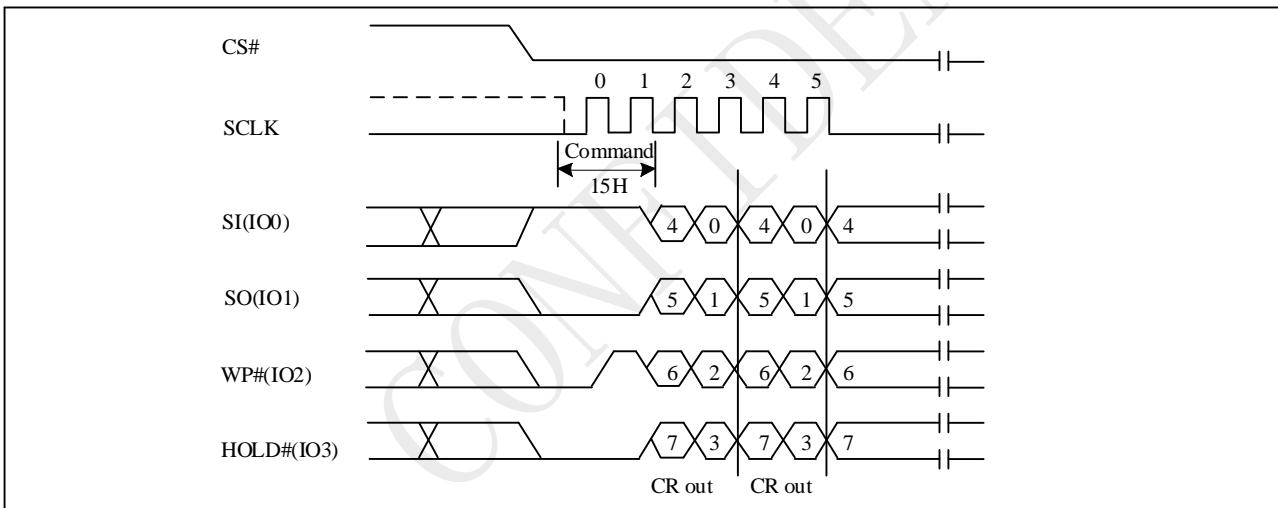 CS#
0 1 2 3 4 5
SCLK
Command
15H
SI(IO0) 4 0 4 0 4
SO(IO1) 5 1 5 1 5
WP#(IO2) 6 2 6 2 6
HOLD#(IO3) 7 3 7 3 7
CR out CR out